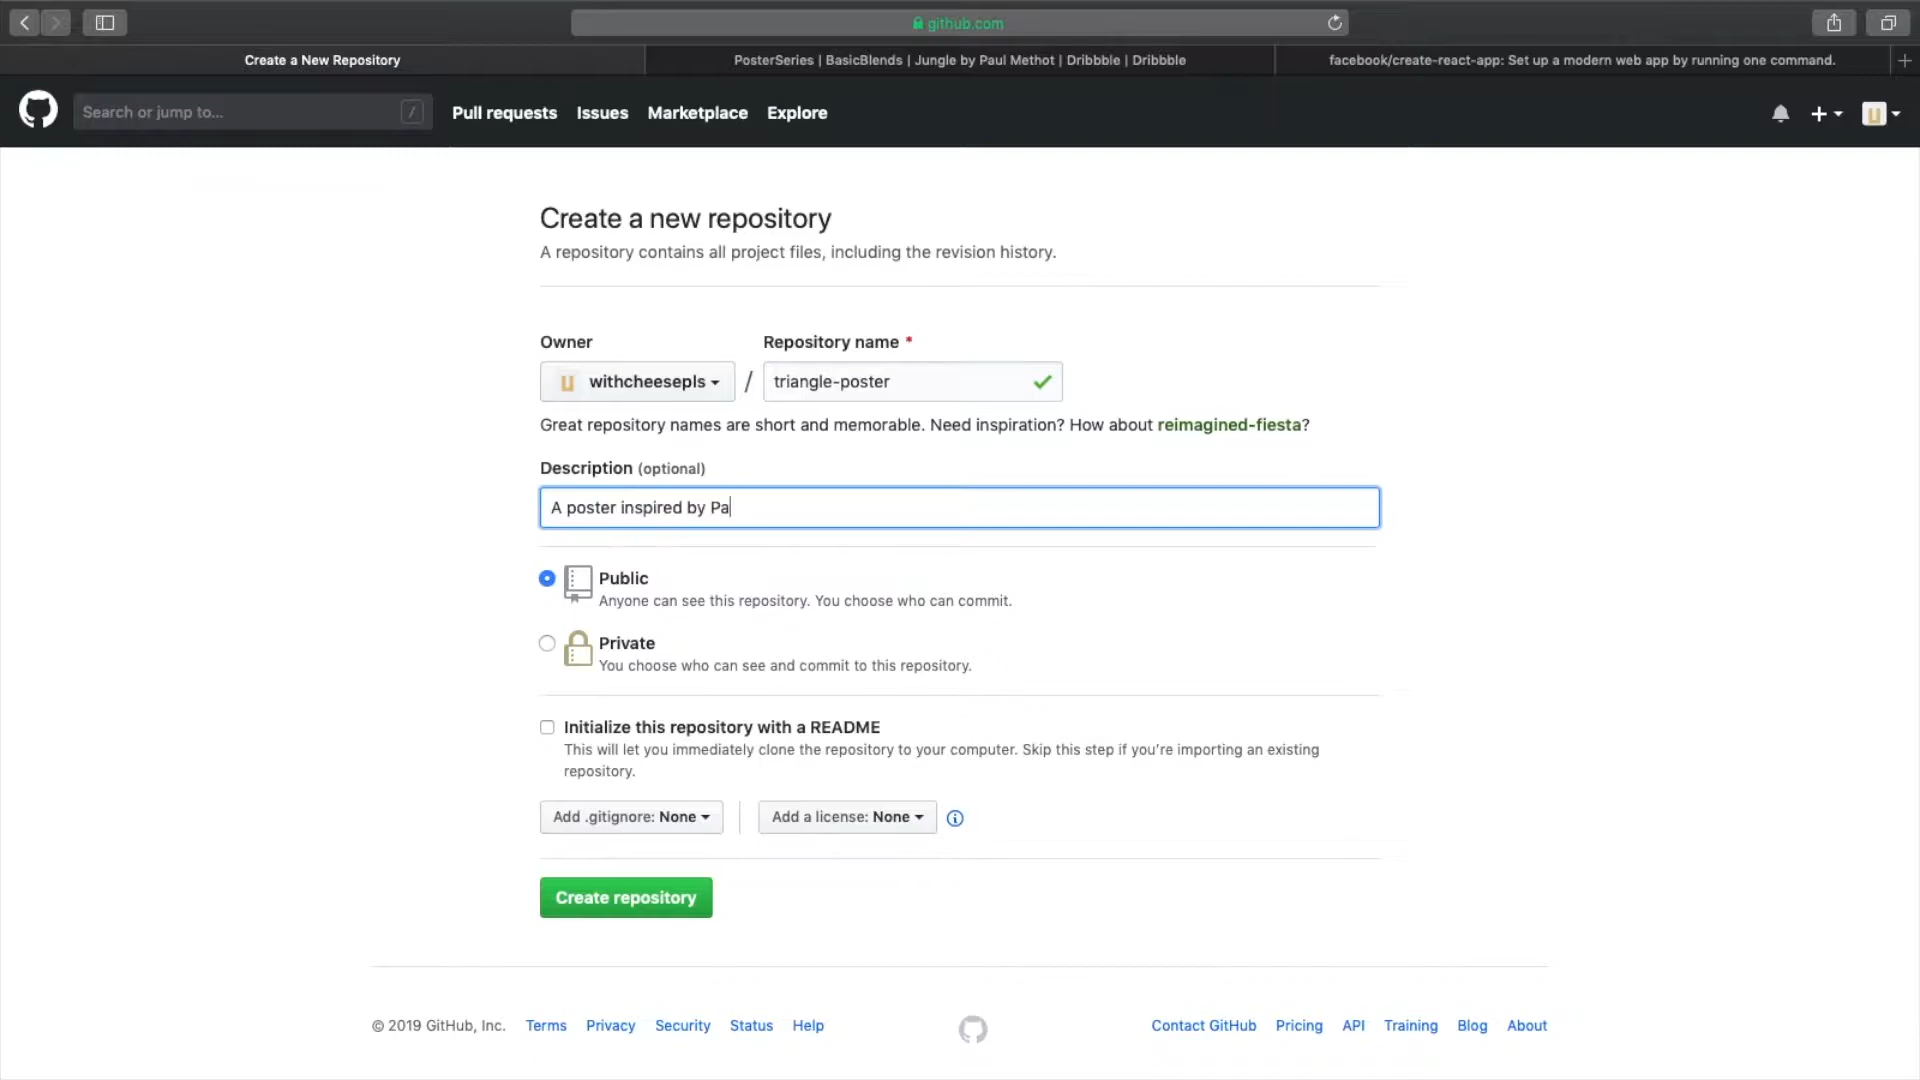 github.com
Create a New Repository
PosterSeries | BasicBlends | Jungle by Paul Methot | Dribbble | Dribbble
facebook/create-react-app: Set up a modern web app by running one command.
Search or jump to...
/
Pull requests
Issues
Marketplace
Explore
Create a new repository
A repository contains all project files, including the revision history.
Owner
Repository name *
withcheesepls
/
triangle-poster
Great repository names are short and memorable. Need inspiration? How about reimagined-fiesta?
Description (optional)
A poster inspired by Pa
Public
Anyone can see this repository. You choose who can commit.
Private
You choose who can see and commit to this repository.
Initialize this repository with a README
This will let you immediately clone the repository to your computer. Skip this step if you’re importing an existing
repository.
Add .gitignore: None
Add a license: None
Create repository
© 2019 GitHub, Inc.
Terms
Privacy
Security
Status
Help
Contact GitHub
Pricing
API
Training
Blog
About